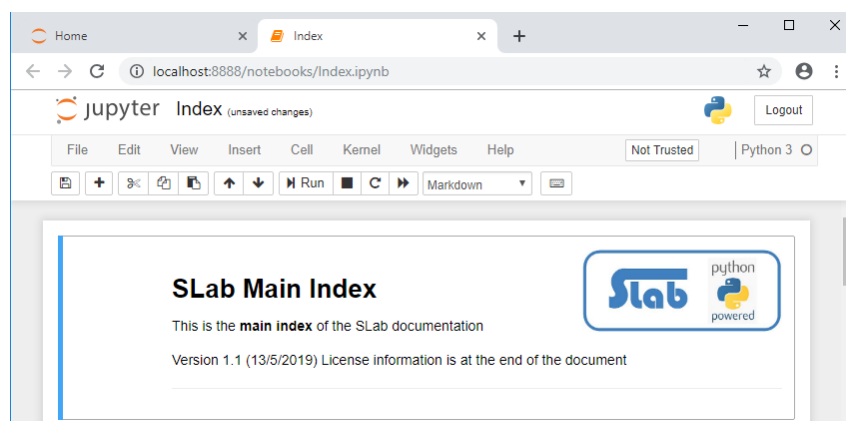 Home
Index
localhost:8888/notebooks/Index.ipynb
jupyter Index (unsaved changes)
Logout
File Edit View Insert Cell Kernel Widgets Help
Not Trusted
Python 3
Run
Markdown
SLab Main Index
This is the main index of the SLab documentation
Version 1.1 (13/5/2019) License information is at the end of the document
SLab
python
powered